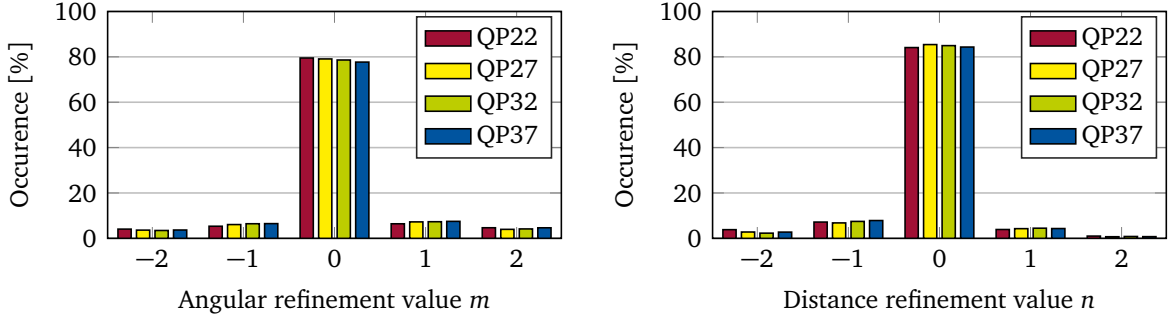 100
80
60
40
20
0
Occurence [%]
QP22
QP27
QP32
QP37
−2 −1 0 1 2
Angular refinement value m
100
80
60
40
20
0
Occurence [%]
QP22
QP27
QP32
QP37
−2 −1 0 1 2
Distance refinement value n